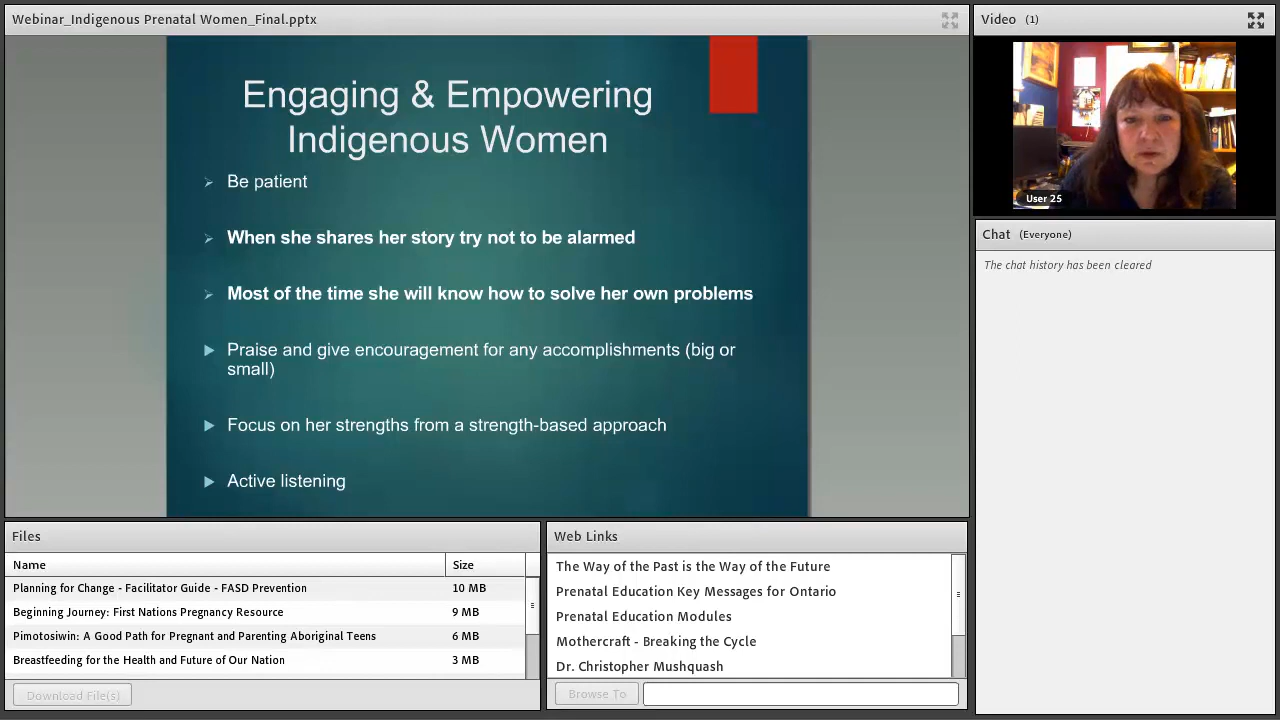 Webinar_Indigenous Prenatal Women_Final.pptx
Engaging & Empowering
Indigenous Women
Be patient
When she shares her story try not to be alarmed
Most of the time she will know how to solve her own problems
Praise and give encouragement for any accomplishments (big or
small)
Focus on her strengths from a strength-based approach
Active listening
Video (1)
User 25
Chat (Everyone)
The chat history has been cleared
Files
Name Size
Planning for Change - Facilitator Guide - FASD Prevention 10 MB
Beginning Journey: First Nations Pregnancy Resource 9 MB
Pimotosiwin: A Good Path for Pregnant and Parenting Aboriginal Teens 6 MB
Breastfeeding for the Health and Future of Our Nation 3 MB
Download File(s)
Web Links
The Way of the Past is the Way of the Future
Prenatal Education Key Messages for Ontario
Prenatal Education Modules
Mothercraft - Breaking the Cycle
Dr. Christopher Mushquash
Browse To